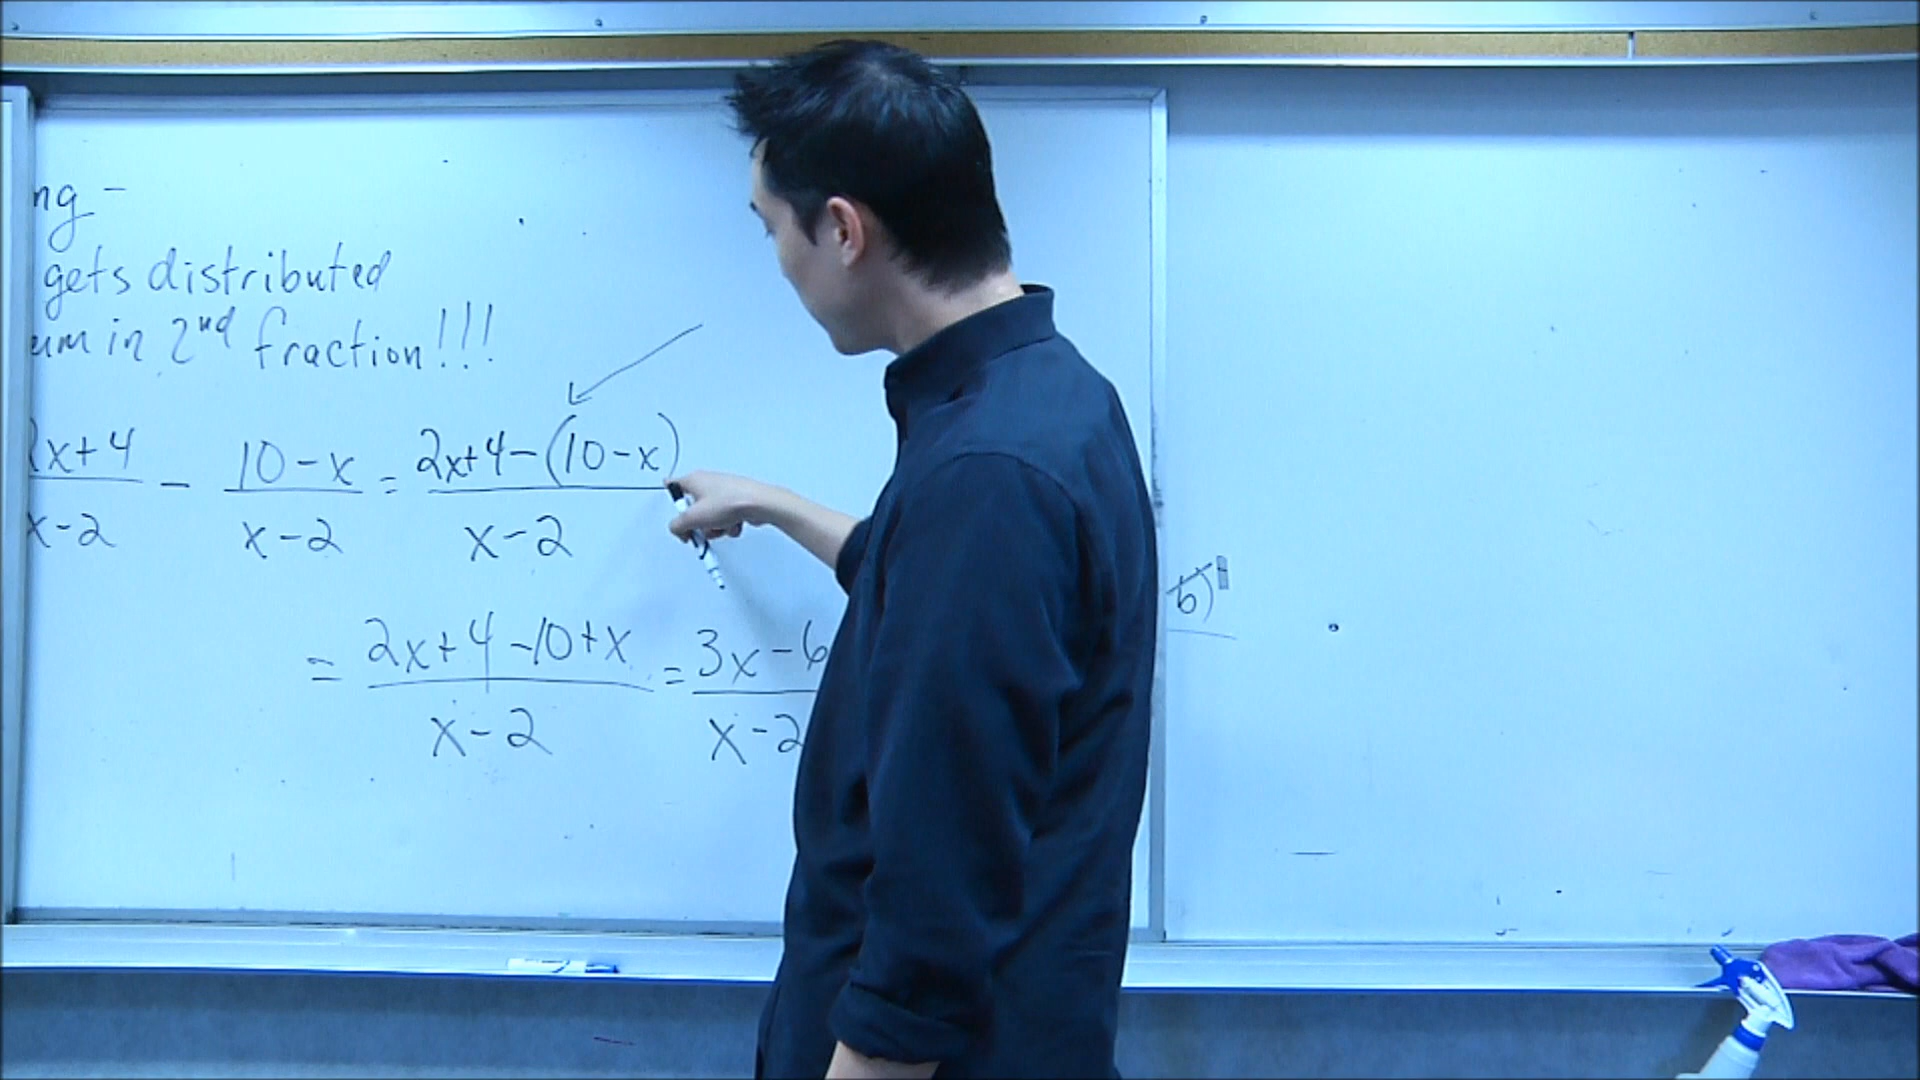 ng -
gets distributed
um in 2nd fraction!!!
2x+4 / x-2 - 10-x / x-2 = 2x+4-(10-x) / x-2
= 2x+4-10+x / x-2 = 3x-6 / x-2
b)